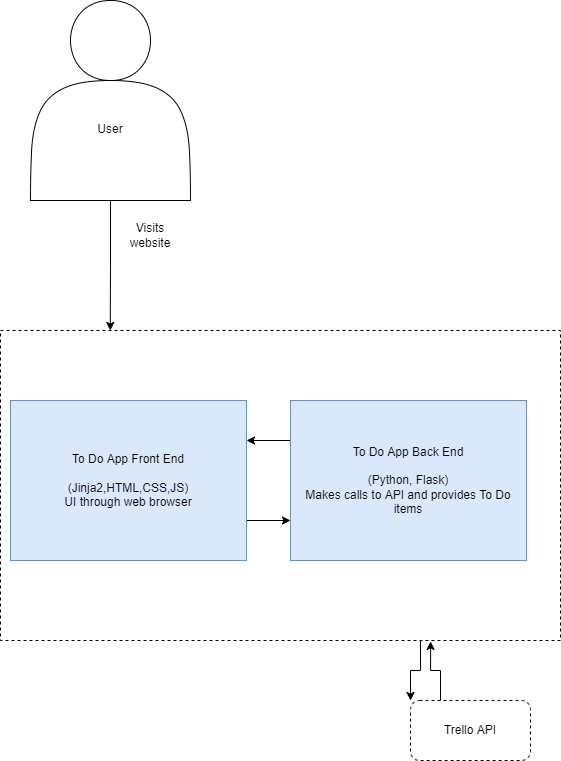 User
Visits
website
To Do App Front End
(Jinja2,HTML,CSS,JS)
UI through web browser
To Do App Back End
(Python, Flask)
Makes calls to API and provides To Do
items
Trello API